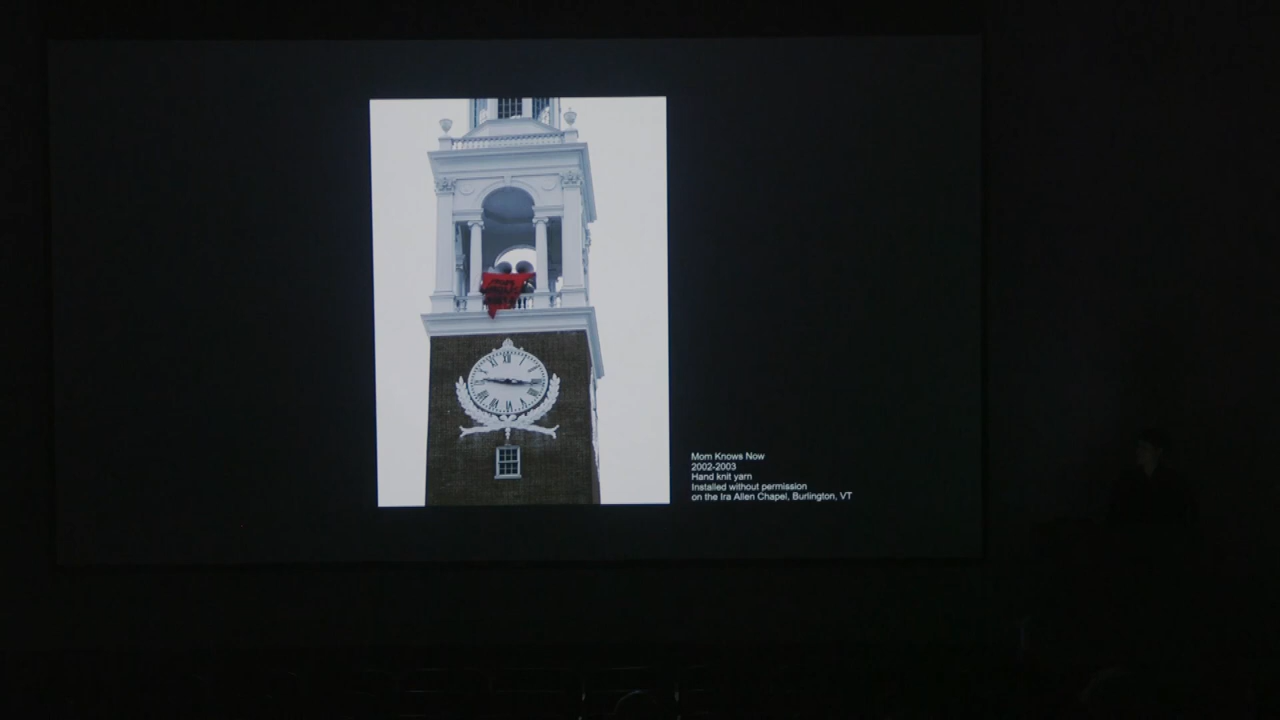 Mom Knows Now
2002-2003
Hand knit yarn
Installed without permission
on the Ira Allen Chapel, Burlington, VT